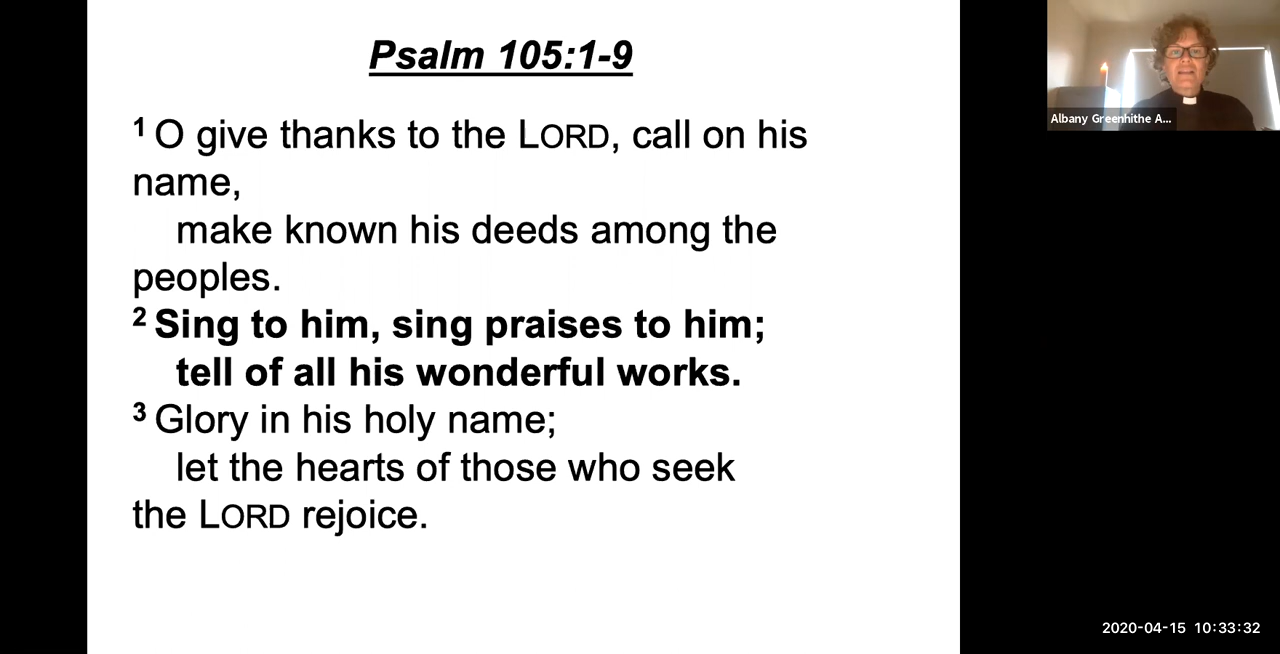 Psalm 105:1-9
1 O give thanks to the LORD, call on his
name,
make known his deeds among the
peoples.
2 Sing to him, sing praises to him;
tell of all his wonderful works.
3 Glory in his holy name;
let the hearts of those who seek
the LORD rejoice.
Albany Greenhithe A...
2020-04-15 10:33:32